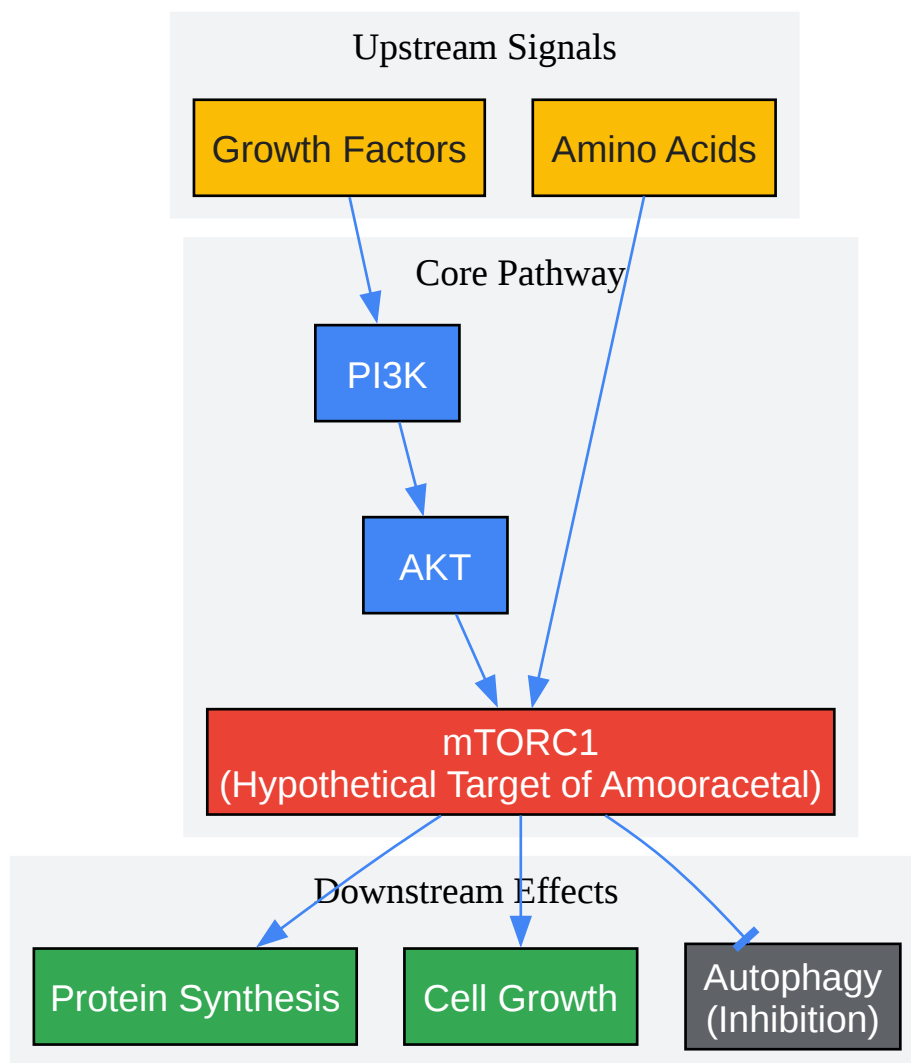 Upstream Signals
Growth Factors
Amino Acids
Core Pathway
PI3K
AKT
mTORC1
(Hypothetical Target of Amooracetal)
Downstream Effects
Protein Synthesis
Cell Growth
Autophagy
(Inhibition)